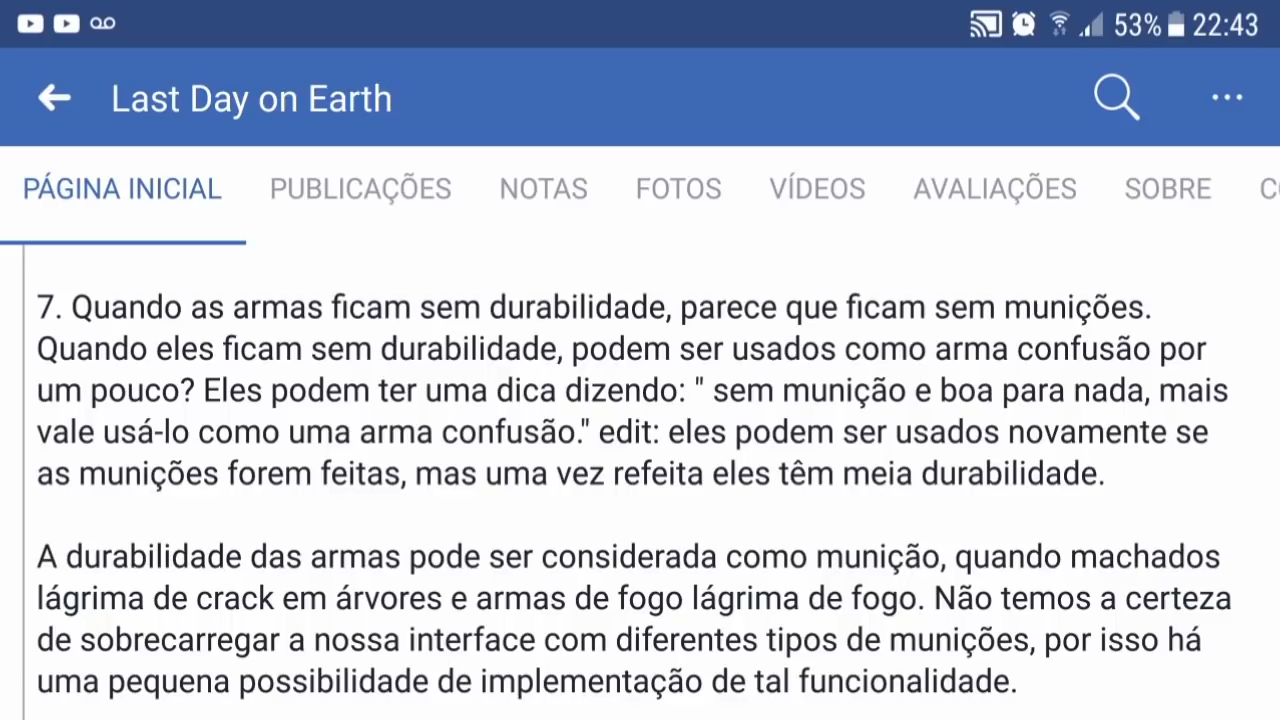 53% 22:43
Last Day on Earth
PÁGINA INICIAL PUBLICAÇÕES NOTAS FOTOS VÍDEOS AVALIAÇÕES SOBRE
7. Quando as armas ficam sem durabilidade, parece que ficam sem munições.
Quando eles ficam sem durabilidade, podem ser usados como arma confusão por
um pouco? Eles podem ter uma dica dizendo: " sem munição e boa para nada, mais
vale usá-lo como uma arma confusão." edit: eles podem ser usados novamente se
as munições forem feitas, mas uma vez refeita eles têm meia durabilidade.
A durabilidade das armas pode ser considerada como munição, quando machados
lágrima de crack em árvores e armas de fogo lágrima de fogo. Não temos a certeza
de sobrecarregar a nossa interface com diferentes tipos de munições, por isso há
uma pequena possibilidade de implementação de tal funcionalidade.